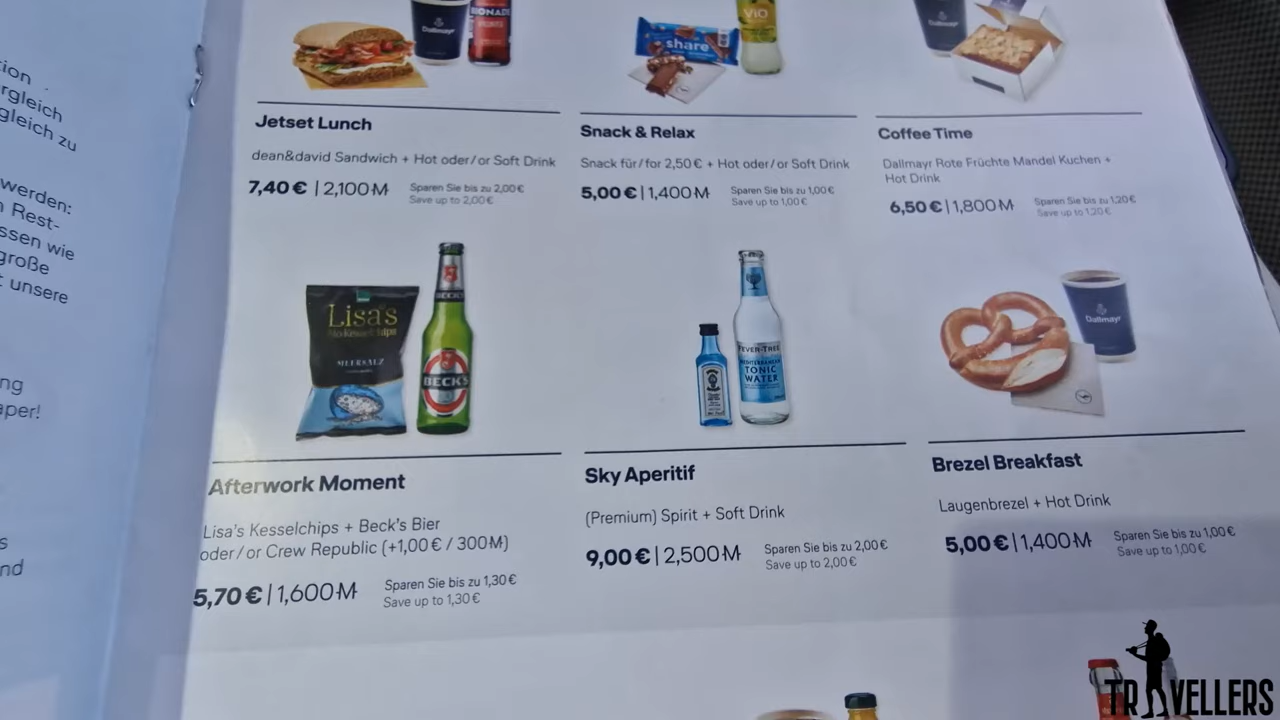 tion
ergleich
gleich zu
werden:
n Rest-
ssen wie
große
t unsere
ng
aper!
s
nd
Dallmayr
share
ViO
Jetset Lunch
dean&david Sandwich + Hot oder/or Soft Drink
7,40 € | 2,100 M
Sparen Sie bis zu 2,00 €
Save up to 2,00 €
Snack & Relax
Snack für/for 2,50 € + Hot oder/or Soft Drink
5,00 € | 1,400 M
Sparen Sie bis zu 1,00 €
Save up to 1,00 €
Coffee Time
Dallmayr Rote Früchte Mandel Kuchen +
Hot Drink
6,50 € | 1,800 M
Sparen Sie bis zu 1,20 €
Save up to 1,20 €
Lisa's
MEERSALZ
BECK'S
BECK'S
Afterwork Moment
Lisa's Kesselchips + Beck's Bier
oder/or Crew Republic (+1,00 € / 300 M)
5,70 € | 1,600 M
Sparen Sie bis zu 1,30 €
Save up to 1,30 €
FEVER-TREE
MEDITERRANEAN
TONIC
WATER
Sky Aperitif
(Premium) Spirit + Soft Drink
9,00 € | 2,500 M
Sparen Sie bis zu 2,00 €
Save up to 2,00 €
Dallmayr
Brezel Breakfast
Laugenbrezel + Hot Drink
5,00 € | 1,400 M
Sparen Sie bis zu 1,00 €
Save up to 1,00 €
TRAVELLERS